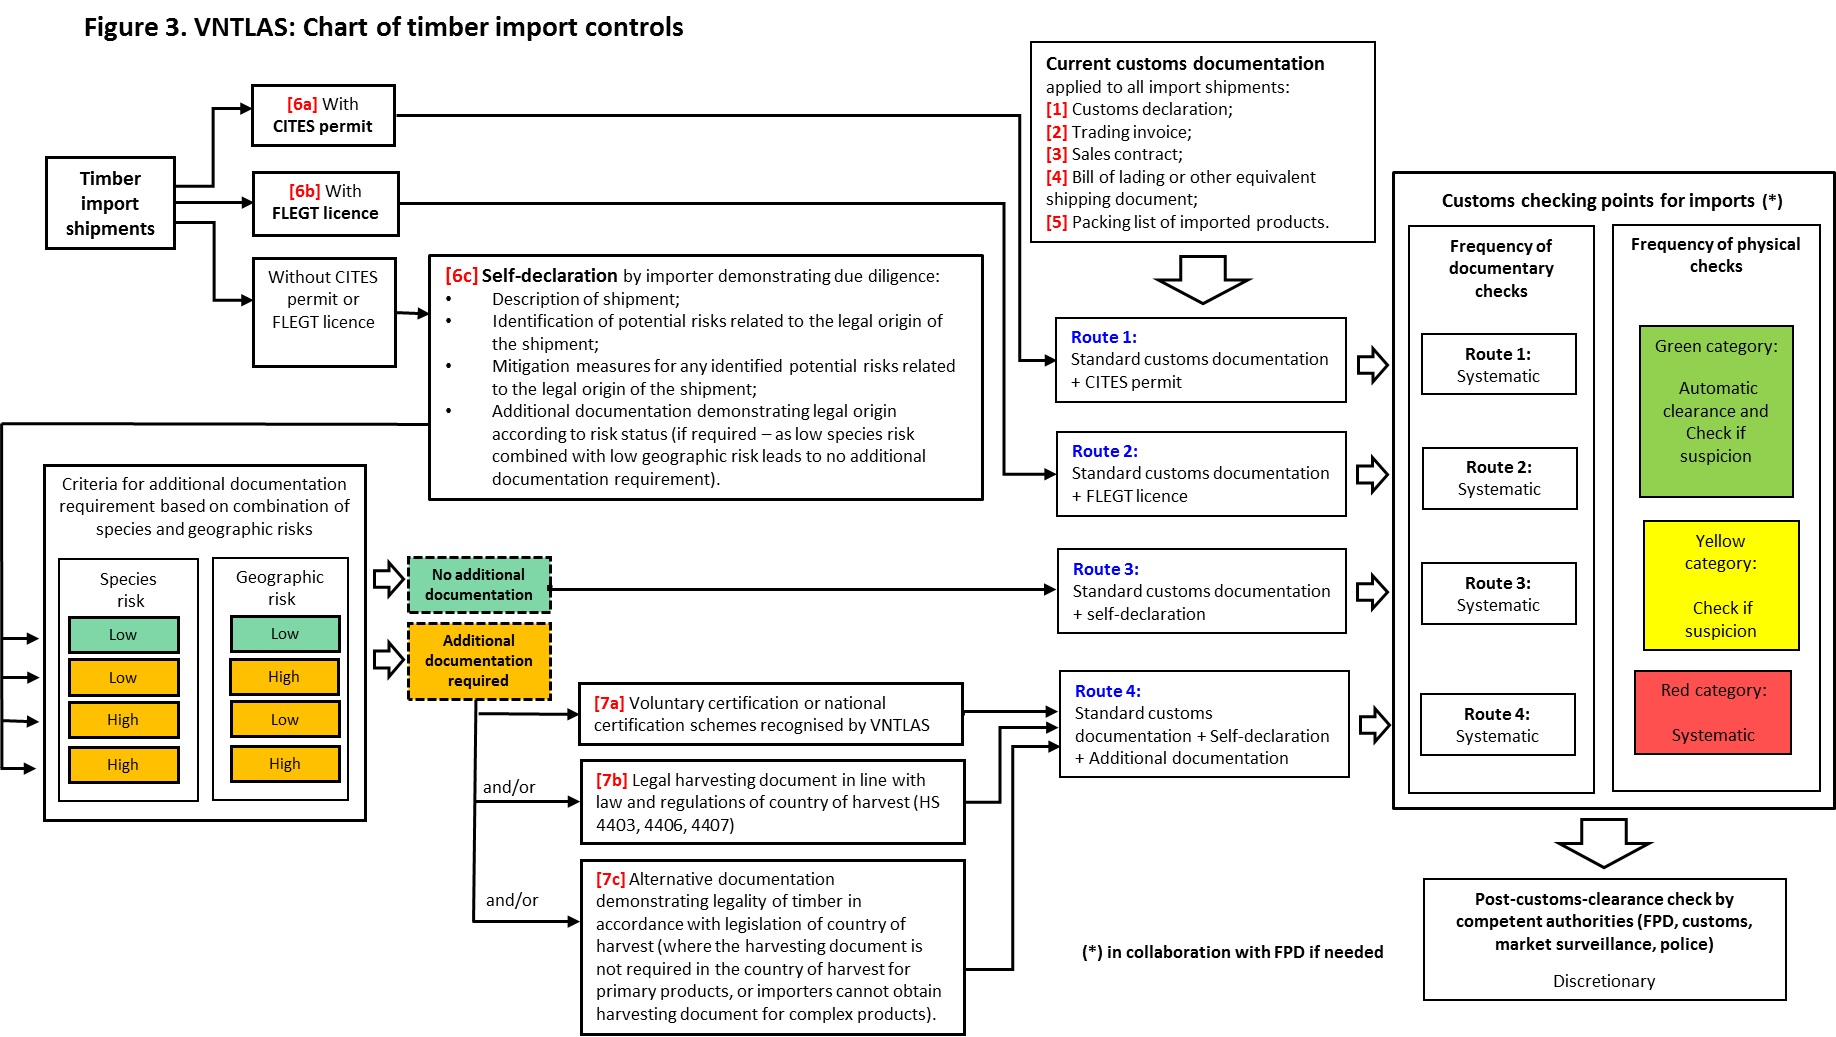 Figure 3. VNTLAS: Chart of timber import controls
Timber
import
shipments
[6a] With
CITES permit
[6b] With
FLEGT licence
Without CITES
permit or
FLEGT licence
[6c] Self-declaration by importer demonstrating due diligence:
• Description of shipment;
• Identification of potential risks related to the legal origin of
the shipment;
• Mitigation measures for any identified potential risks related
to the legal origin of the shipment;
• Additional documentation demonstrating legal origin
according to risk status (if required – as low species risk
combined with low geographic risk leads to no additional
documentation requirement).
Criteria for additional documentation
requirement based on combination of
species and geographic risks
Species
risk
Low
Low
High
High
Geographic
risk
Low
High
Low
High
No additional
documentation
Additional
documentation
required
[7a] Voluntary certification or national
certification schemes recognised by VNTLAS
and/or
[7b] Legal harvesting document in line with
law and regulations of country of harvest (HS
4403, 4406, 4407)
and/or
[7c] Alternative documentation
demonstrating legality of timber in
accordance with legislation of country of
harvest (where the harvesting document is
not required in the country of harvest for
primary products, or importers cannot obtain
harvesting document for complex products).
Current customs documentation
applied to all import shipments:
[1] Customs declaration;
[2] Trading invoice;
[3] Sales contract;
[4] Bill of lading or other equivalent
shipping document;
[5] Packing list of imported products.
Route 1:
Standard customs documentation
+ CITES permit
Route 2:
Standard customs documentation
+ FLEGT licence
Route 3:
Standard customs documentation
+ self-declaration
Route 4:
Standard customs
documentation + Self-declaration
+ Additional documentation
Customs checking points for imports (*)
Frequency of
documentary
checks
Route 1:
Systematic
Route 2:
Systematic
Route 3:
Systematic
Route 4:
Systematic
Frequency of physical
checks
Green category:
Automatic
clearance and
Check if
suspicion
Yellow
category:
Check if
suspicion
Red category:
Systematic
(*) in collaboration with FPD if needed
Post-customs-clearance check by
competent authorities (FPD, customs,
market surveillance, police)
Discretionary